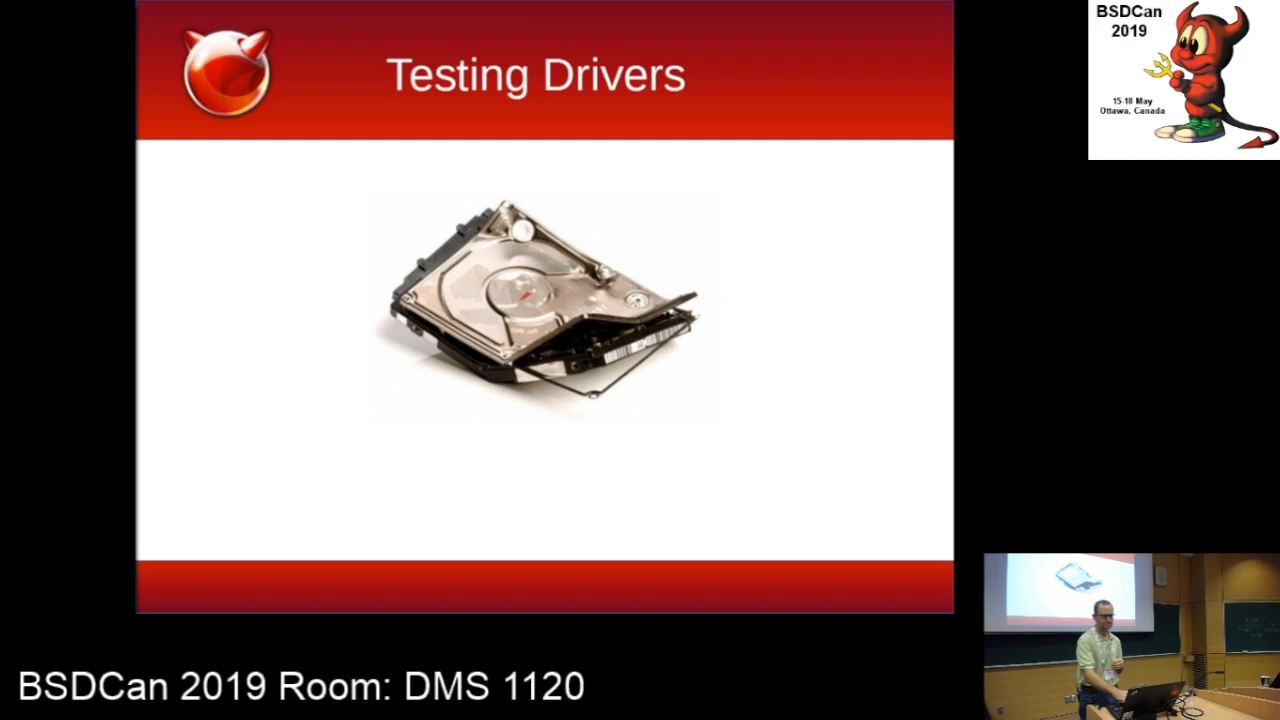 Testing Drivers
BSDCan
2019
15-18 May
Ottawa, Canada
BSDCan 2019 Room: DMS 1120